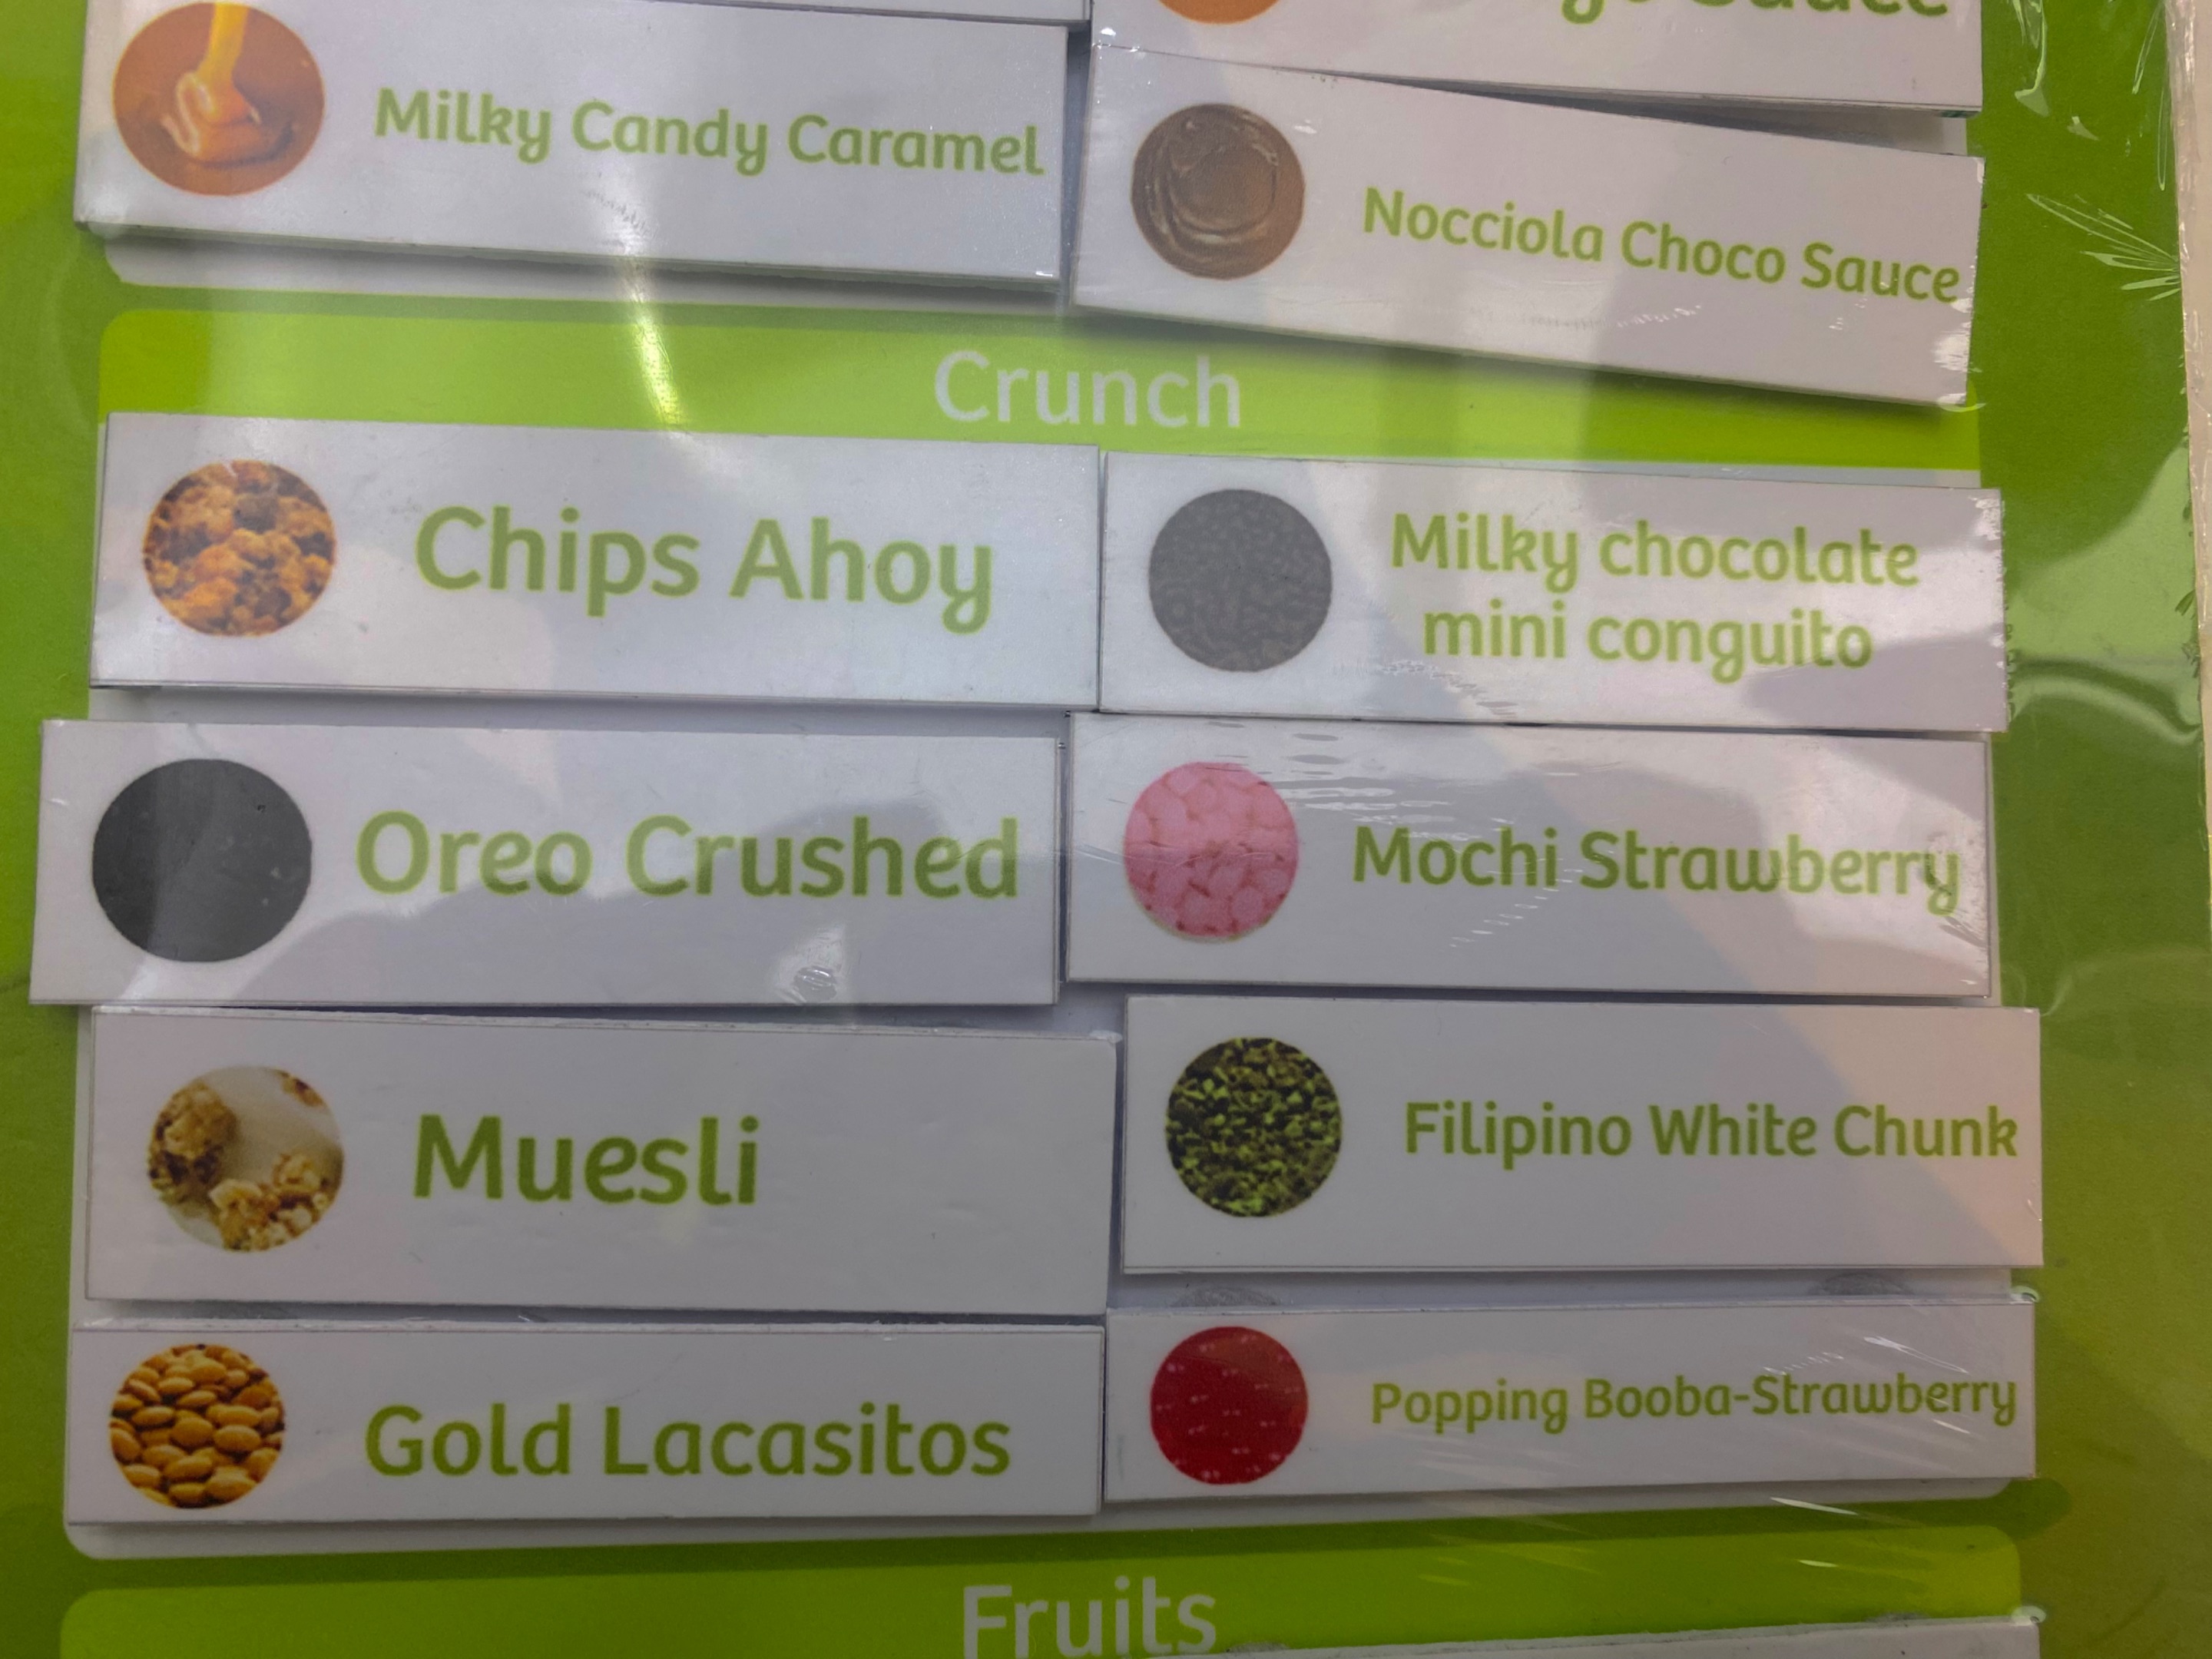 Sauce
Milky Candy Caramel
Nocciola Choco Sauce
Crunch
Chips Ahoy
Milky chocolate
mini conguito
Oreo Crushed
Mochi Strawberry
Muesli
Filipino White Chunk
Gold Lacasitos
Popping Booba-Strawberry
Fruits